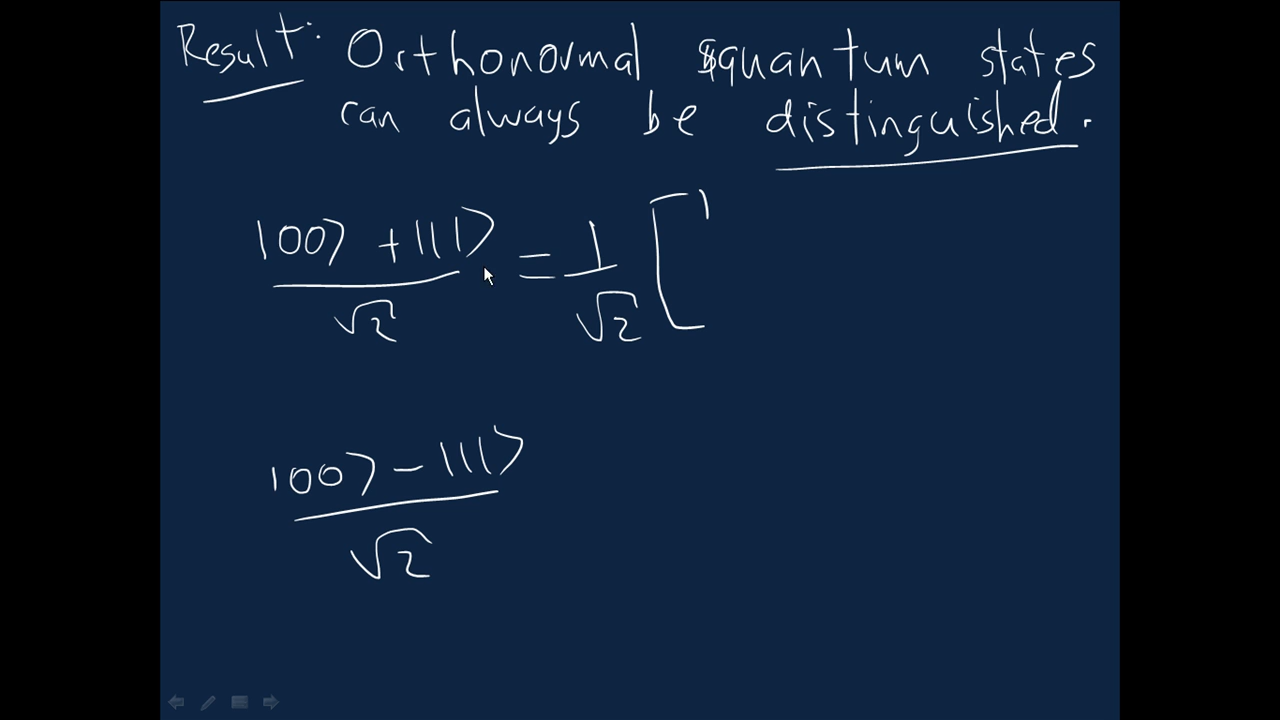 Result: Orthonormal quantum states
can always be distinguished.
|00⟩ + |11⟩
√2
= 1
√2
[1
|00⟩ − |11⟩
√2